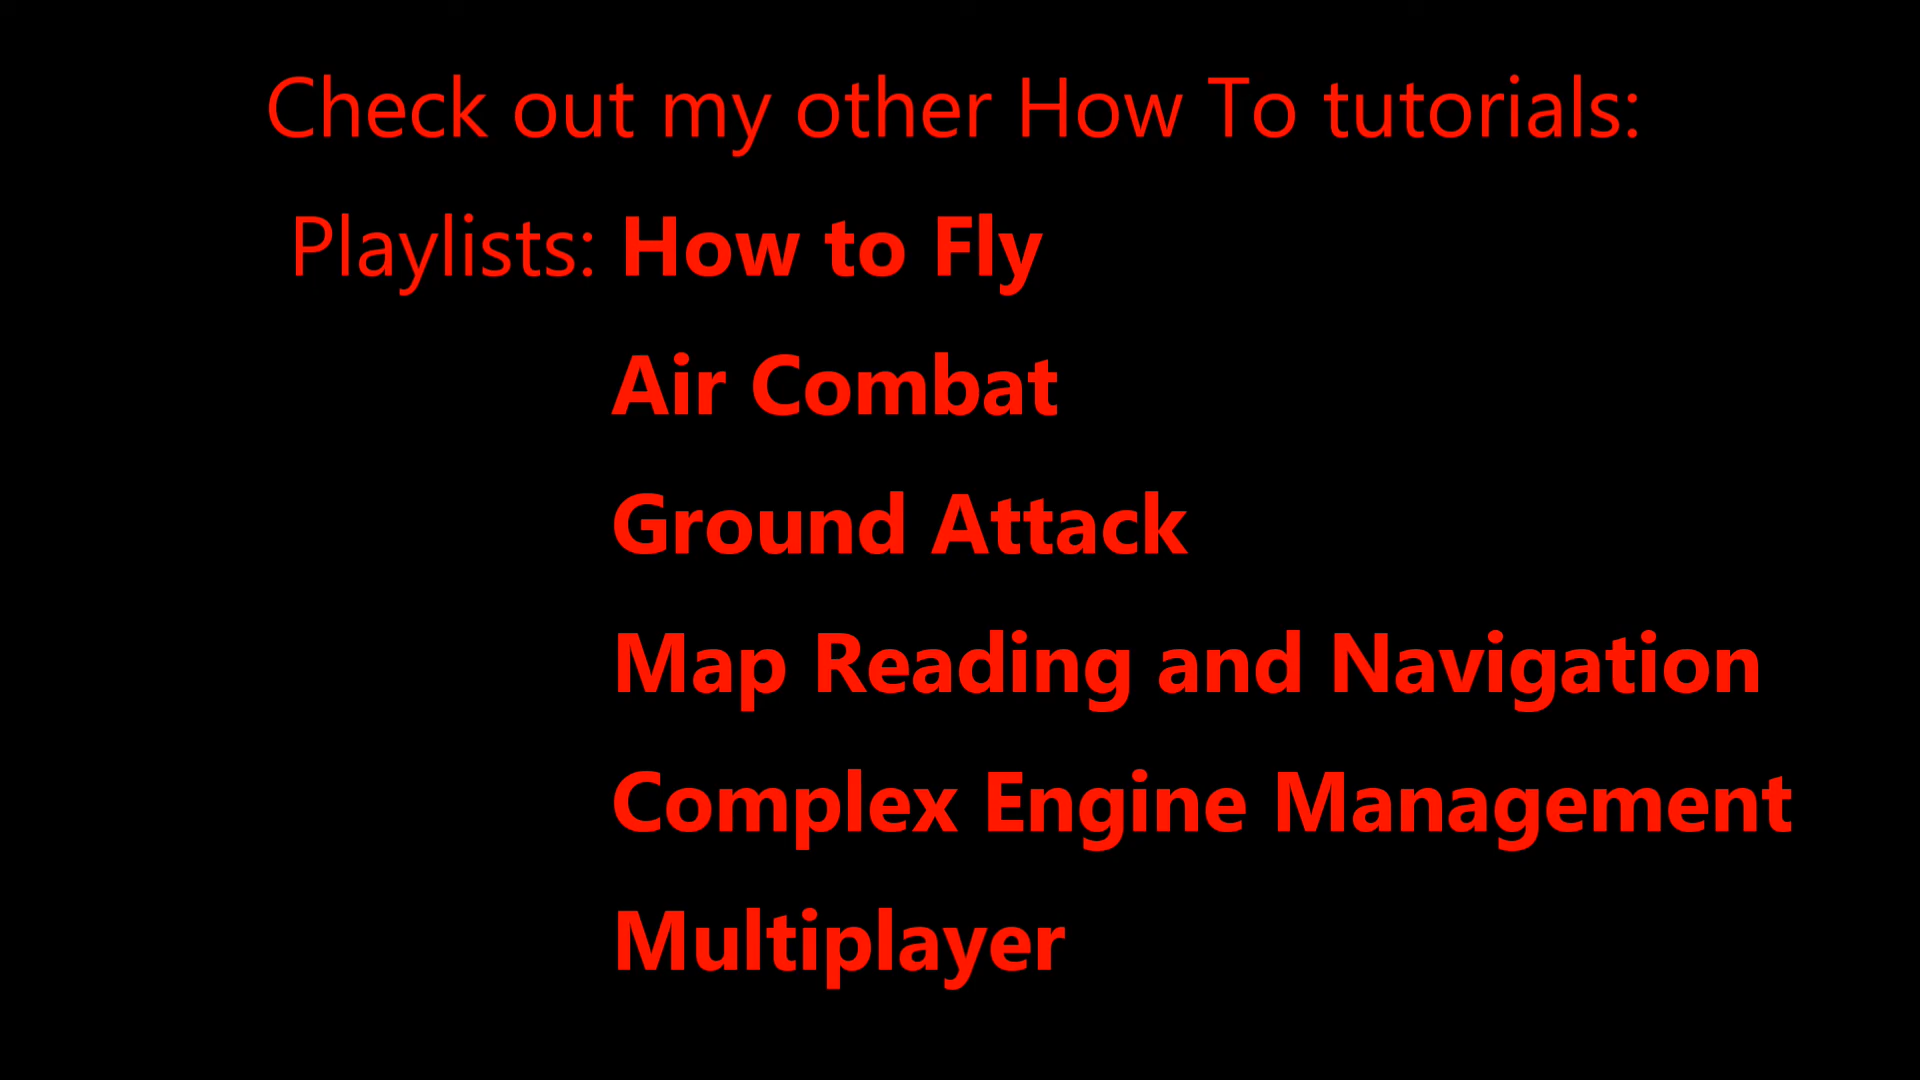 Check out my other How To tutorials:
Playlists: How to Fly
Air Combat
Ground Attack
Map Reading and Navigation
Complex Engine Management
Multiplayer